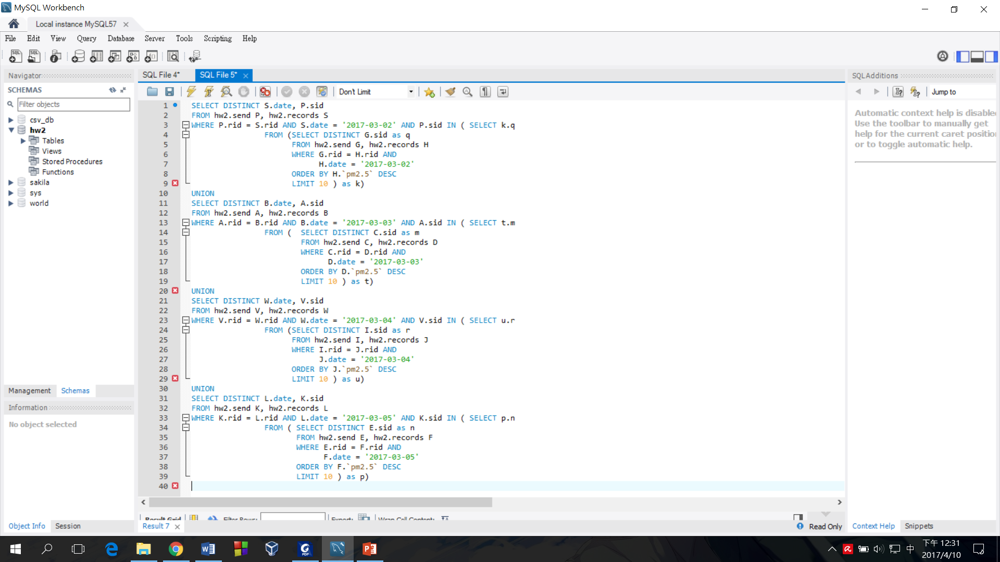 MySQL Workbench
Local instance MySQL57
File Edit View Query Database Server Tools Scripting Help
Navigator
SCHEMAS
Filter objects
csv_db
hw2
Tables
Views
Stored Procedures
Functions
sakila
sys
world
Management Schemas
Information
No object selected
Object Info Session
SQL File 4* SQL File 5*
Don't Limit
1 SELECT DISTINCT S.date, P.sid
2 FROM hw2.send P, hw2.records S
3 WHERE P.rid = S.rid AND S.date = '2017-03-02' AND P.sid IN ( SELECT k.q
4 FROM (SELECT DISTINCT G.sid as q
5 FROM hw2.send G, hw2.records H
6 WHERE G.rid = H.rid AND
7 H.date = '2017-03-02'
8 ORDER BY H.`pm2.5` DESC
9 LIMIT 10 ) as k)
10 UNION
11 SELECT DISTINCT B.date, A.sid
12 FROM hw2.send A, hw2.records B
13 WHERE A.rid = B.rid AND B.date = '2017-03-03' AND A.sid IN ( SELECT t.m
14 FROM ( SELECT DISTINCT C.sid as m
15 FROM hw2.send C, hw2.records D
16 WHERE C.rid = D.rid AND
17 D.date = '2017-03-03'
18 ORDER BY D.`pm2.5` DESC
19 LIMIT 10 ) as t)
20 UNION
21 SELECT DISTINCT W.date, V.sid
22 FROM hw2.send V, hw2.records W
23 WHERE V.rid = W.rid AND W.date = '2017-03-04' AND V.sid IN ( SELECT u.r
24 FROM (SELECT DISTINCT I.sid as r
25 FROM hw2.send I, hw2.records J
26 WHERE I.rid = J.rid AND
27 J.date = '2017-03-04'
28 ORDER BY J.`pm2.5` DESC
29 LIMIT 10 ) as u)
30 UNION
31 SELECT DISTINCT L.date, K.sid
32 FROM hw2.send K, hw2.records L
33 WHERE K.rid = L.rid AND L.date = '2017-03-05' AND K.sid IN ( SELECT p.n
34 FROM ( SELECT DISTINCT E.sid as n
35 FROM hw2.send E, hw2.records F
36 WHERE E.rid = F.rid AND
37 F.date = '2017-03-05'
38 ORDER BY F.`pm2.5` DESC
39 LIMIT 10 ) as p)
40
Result Grid Filter Rows: Export: Wrap Cell Content:
Result 7
Read Only
SQLAdditions
Jump to
Automatic context help is disable
Use the toolbar to manually get
help for the current caret positio
or to toggle automatic help.
Context Help Snippets
中
下午 12:31
2017/4/10